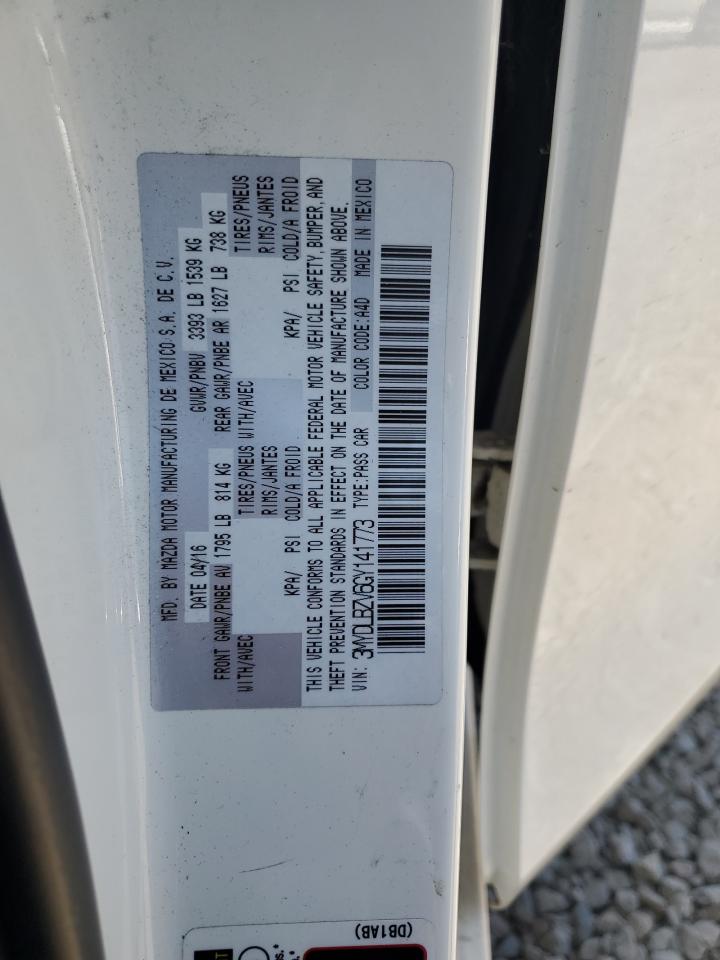 MFD. BY MAZDA MOTOR MANUFACTURING DE MEXICO S.A. DE C.V.
DATE 04/16 GVWR/PNBV 3393 LB 1539 KG
FRONT GAWR/PNBE AV 1795 LB 814 KG REAR GAWR/PNBE AR 1627 LB 738 KG
WITH/AVEC TIRES/PNEUS WITH/AVEC TIRES/PNEUS
RIMS/JANTES RIMS/JANTES
KPA/ PSI COLD/A FROID KPA/ PSI COLD/A FROID
THIS VEHICLE CONFORMS TO ALL APPLICABLE FEDERAL MOTOR VEHICLE SAFETY, BUMPER, AND
THEFT PREVENTION STANDARDS IN EFFECT ON THE DATE OF MANUFACTURE SHOWN ABOVE.
VIN: 3MYDLBZV6GY141773 TYPE:PASS CAR COLOR CODE:A4D MADE IN MEXICO
(DB1AB)